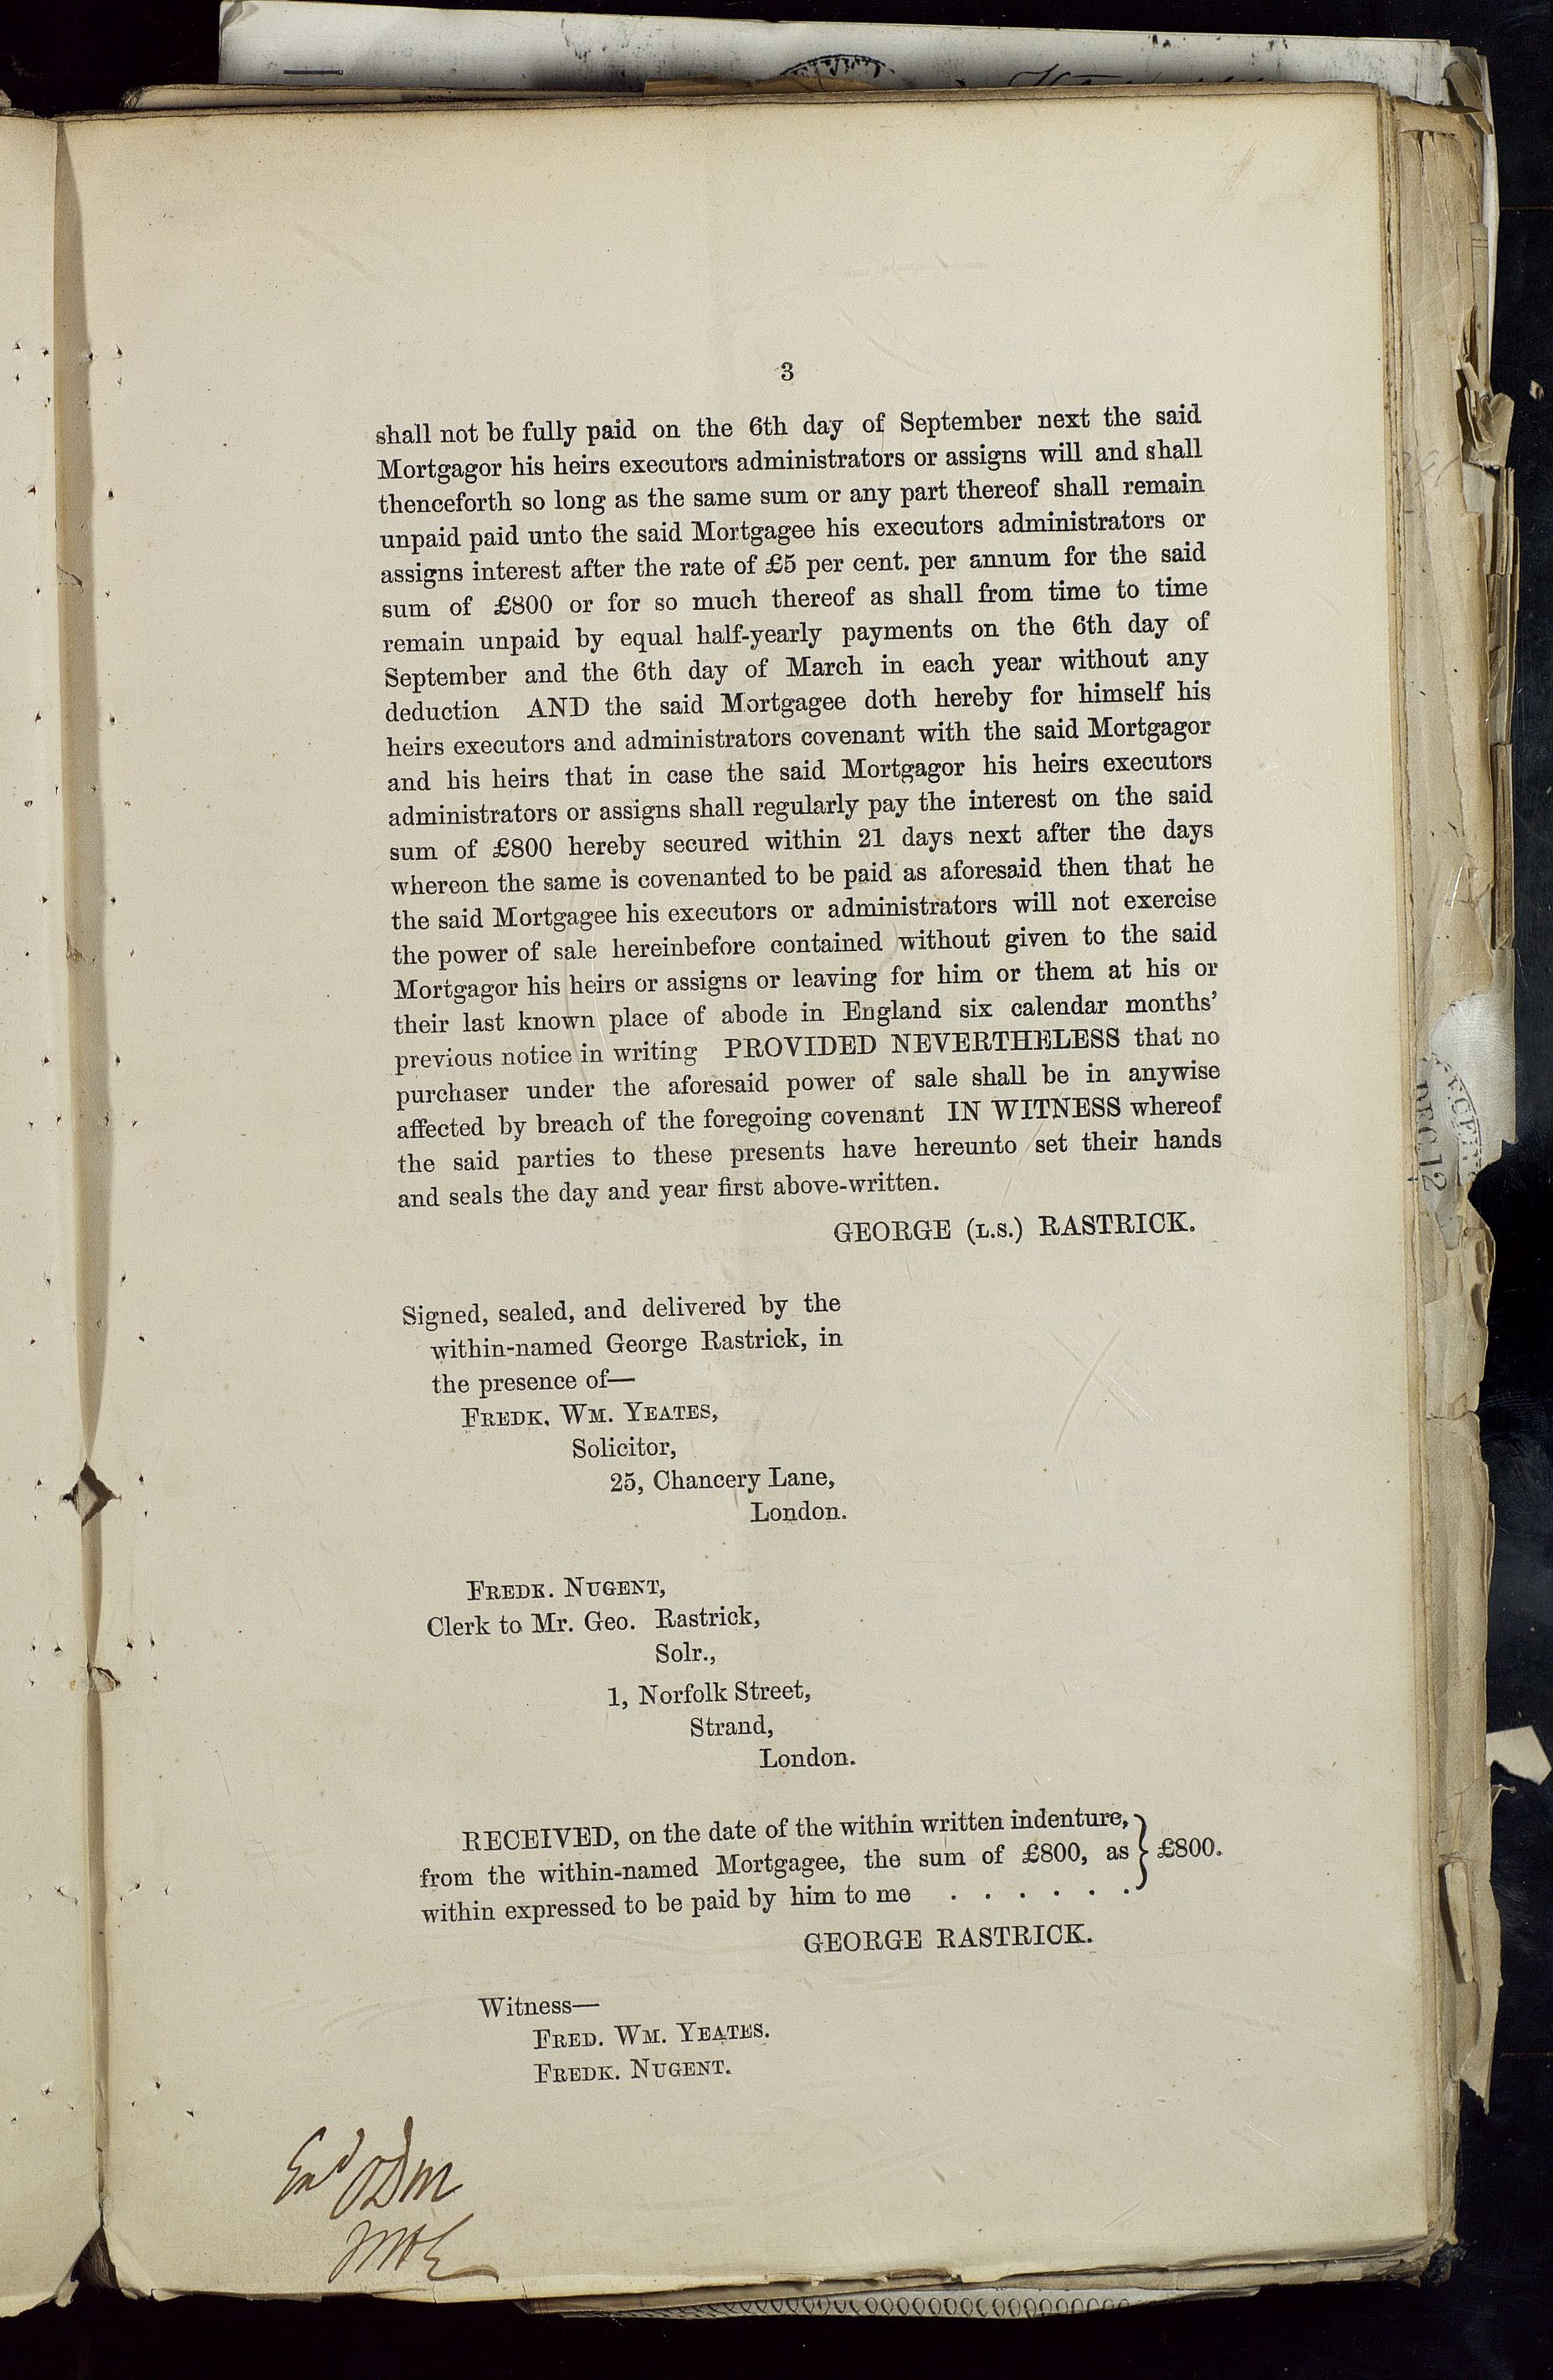 3
shall not be fully paid on the 6th day of September next the said
Mortgagor his heirs executors administrators or assigns will and shall
thenceforth so long as the same sum or any part thereof shall remain
unpaid paid unto the said Mortgagee his executors administrators or
assigns interest after the rate of £5 per cent. per annum for the said
sum of £800 or for so much thereof as shall from time to time
remain unpaid by equal half-yearly payments on the 6th day of
September and the 6th day of March in each year without any
deduction AND the said Mortgagee doth hereby for himself his
heirs executors and administrators covenant with the said Mortgagor
and his heirs that in case the said Mortgagor his heirs executors
administrators or assigns shall regularly pay the interest on the said
sum of £800 hereby secured within 21 days next after the days
whereon the same is covenanted to be paid as aforesaid then that he
the said Mortgagee his executors or administrators will not exercise
the power of sale hereinbefore contained without given to the said
Mortgagor his heirs or assigns or leaving for him or them at his or
their last known place of abode in England six calendar months'
previous notice in writing PROVIDED NEVERTHELESS that no
purchaser under the aforesaid power of sale shall be in anywise
affected by breach of the foregoing covenant IN WITNESS whereof
the said parties to these presents have hereunto set their hands
and seals the day and year first above-written.
GEORGE (L.S.) RASTRICK.
Signed, sealed, and delivered by the
within-named George Rastrick, in
the presence of—
FREDK. WM. YEATES,
Solicitor,
25, Chancery Lane,
London.
FREDK. NUGENT,
Clerk to Mr. Geo. Rastrick,
Solr.,
1, Norfolk Street,
Strand,
London.
RECEIVED, on the date of the within written indenture,
from the within-named Mortgagee, the sum of £800, as } £800.
within expressed to be paid by him to me . . . . . .
GEORGE RASTRICK.
Witness—
FRED. WM. YEATES.
FREDK. NUGENT.
DEC 12